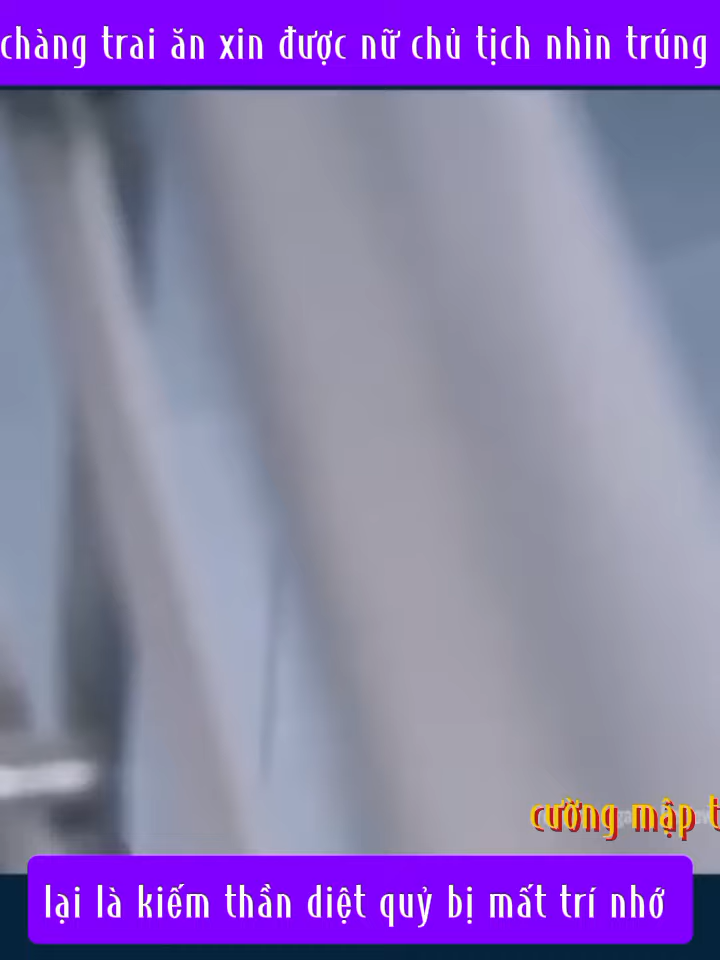 chàng trai ăn xin được nữ chủ tịch nhìn trúng
cường mập
lại là kiếm thần diệt quỷ bị mất trí nhớ